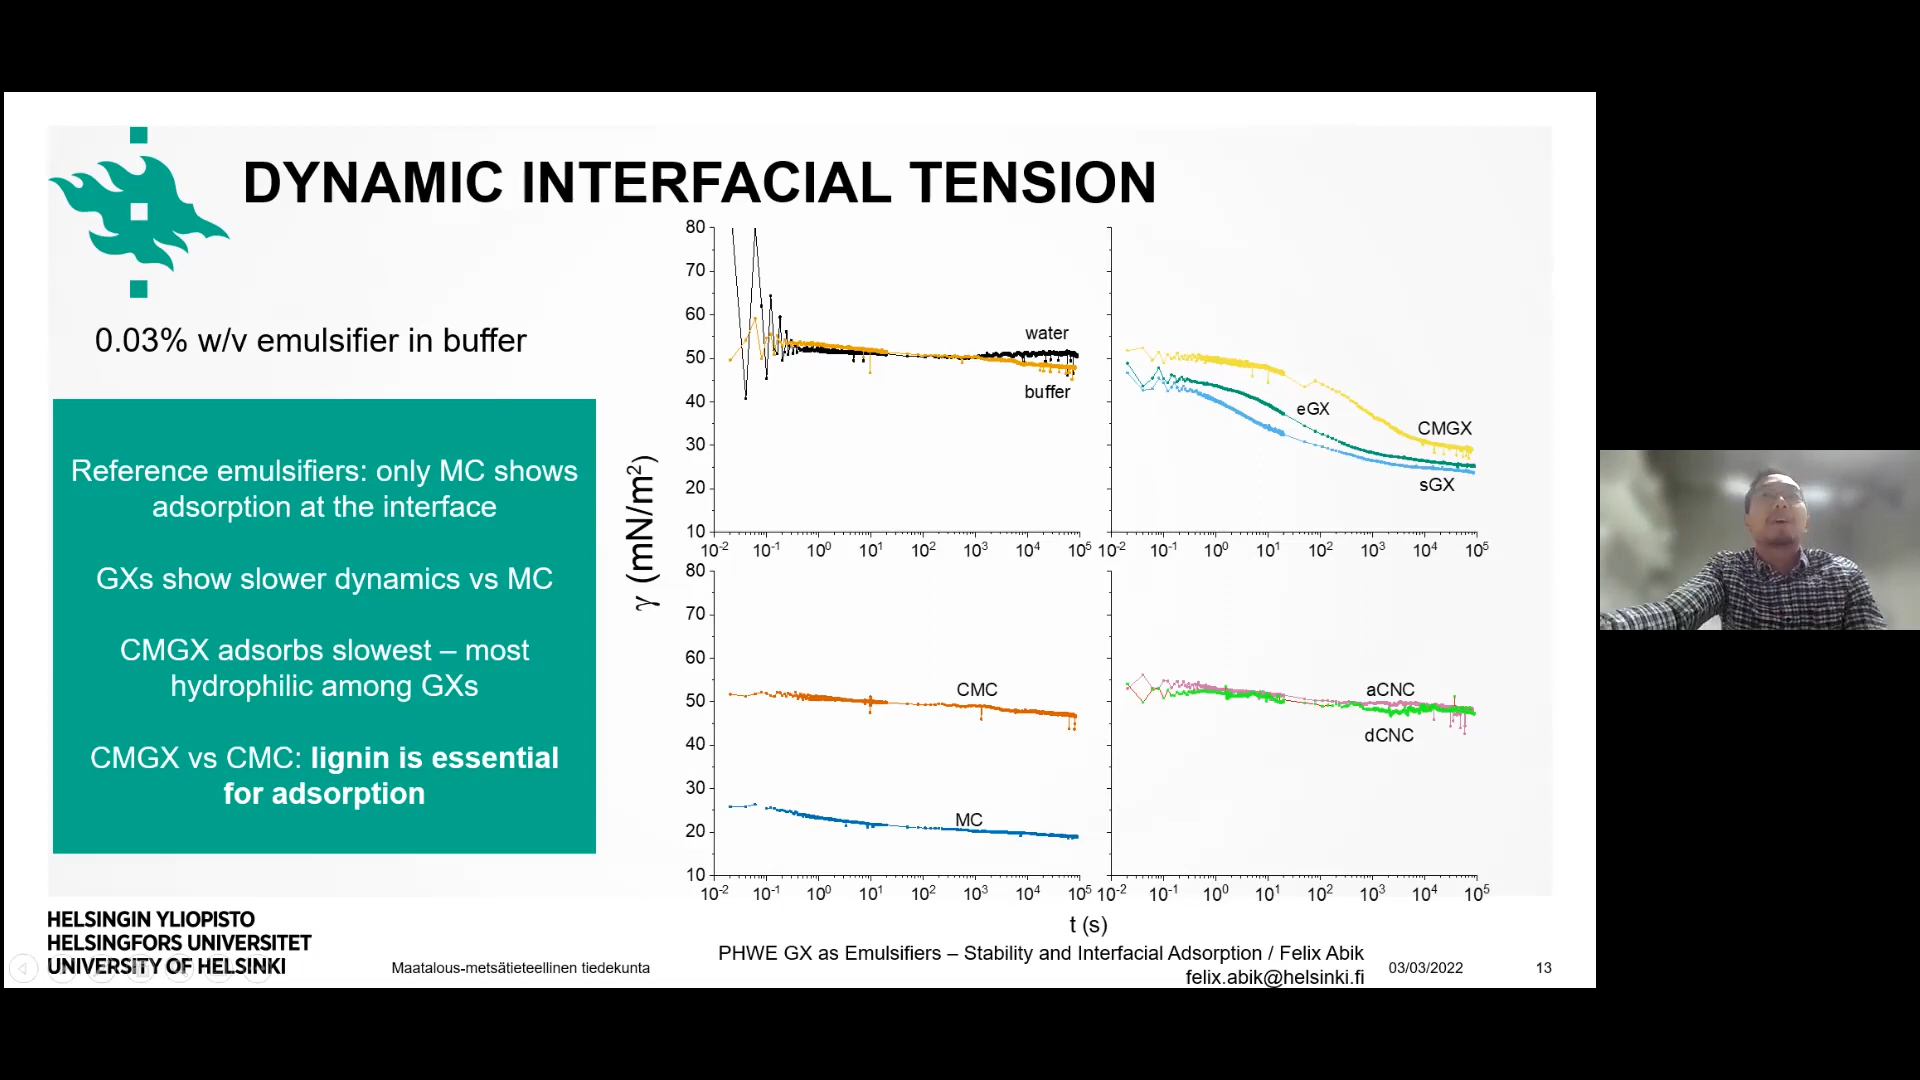 DYNAMIC INTERFACIAL TENSION
0.03% w/v emulsifier in buffer
Reference emulsifiers: only MC shows
adsorption at the interface
GXs show slower dynamics vs MC
CMGX adsorbs slowest – most
hydrophilic among GXs
CMGX vs CMC: lignin is essential
for adsorption
γ (mN/m²)
80
70
60
50
40
30
20
10
water
buffer
10⁻² 10⁻¹ 10⁰ 10¹ 10² 10³ 10⁴ 10⁵
eGX
CMGX
sGX
10⁻² 10⁻¹ 10⁰ 10¹ 10² 10³ 10⁴ 10⁵
80
70
60
50
40
30
20
10
CMC
MC
10⁻² 10⁻¹ 10⁰ 10¹ 10² 10³ 10⁴ 10⁵
aCNC
dCNC
10⁻² 10⁻¹ 10⁰ 10¹ 10² 10³ 10⁴ 10⁵
t (s)
HELSINGIN YLIOPISTO
HELSINGFORS UNIVERSITET
UNIVERSITY OF HELSINKI
Maatalous-metsätieteellinen tiedekunta
PHWE GX as Emulsifiers – Stability and Interfacial Adsorption / Felix Abik
felix.abik@helsinki.fi
03/03/2022
13